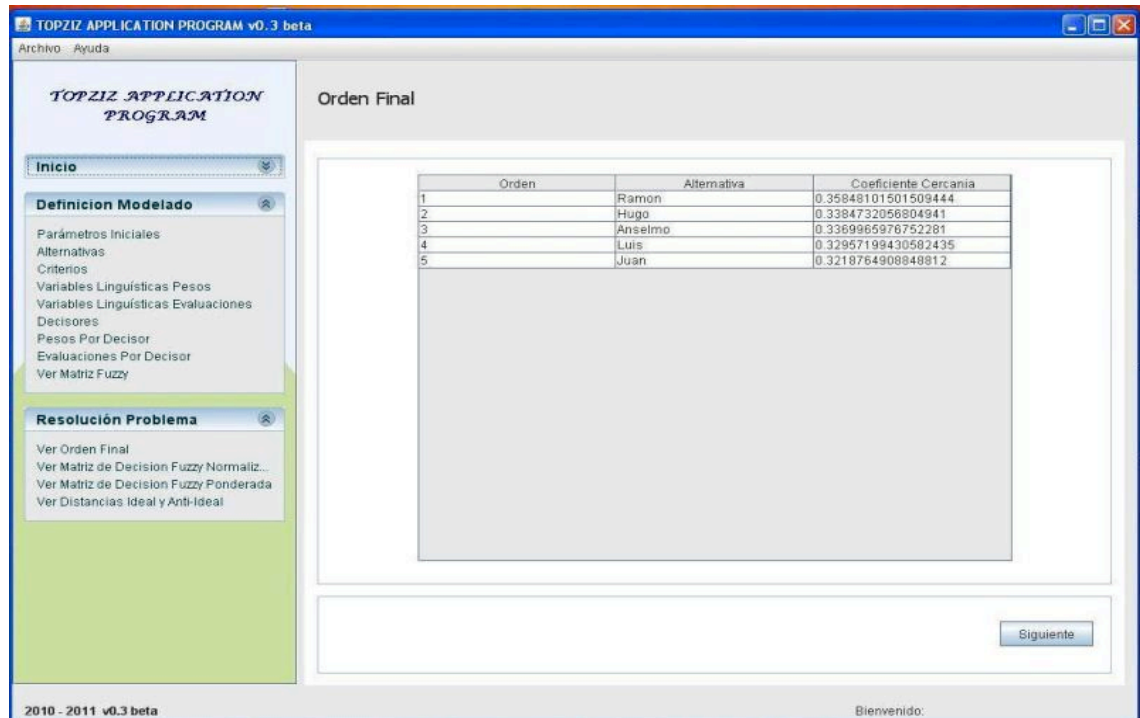 TOPZIZ APPLICATION PROGRAM v0.3 beta
Archivo Ayuda
TOPZIZ APPLICATION
PROGRAM
Inicio
Definicion Modelado
Parámetros Iniciales
Alternativas
Criterios
Variables Linguísticas Pesos
Variables Linguísticas Evaluaciones
Decisores
Pesos Por Decisor
Evaluaciones Por Decisor
Ver Matriz Fuzzy
Resolución Problema
Ver Orden Final
Ver Matriz de Decision Fuzzy Normaliz...
Ver Matriz de Decision Fuzzy Ponderada
Ver Distancias Ideal y Anti-Ideal
Orden Final
Orden Alternativa Coeficiente Cercania
1 Ramon 0.35848101501509444
2 Hugo 0.3384732056804941
3 Anselmo 0.3369965976752281
4 Luis 0.32957199430582435
5 Juan 0.3218764908848812
Siguiente
2010 - 2011 v0.3 beta
Bienvenido: